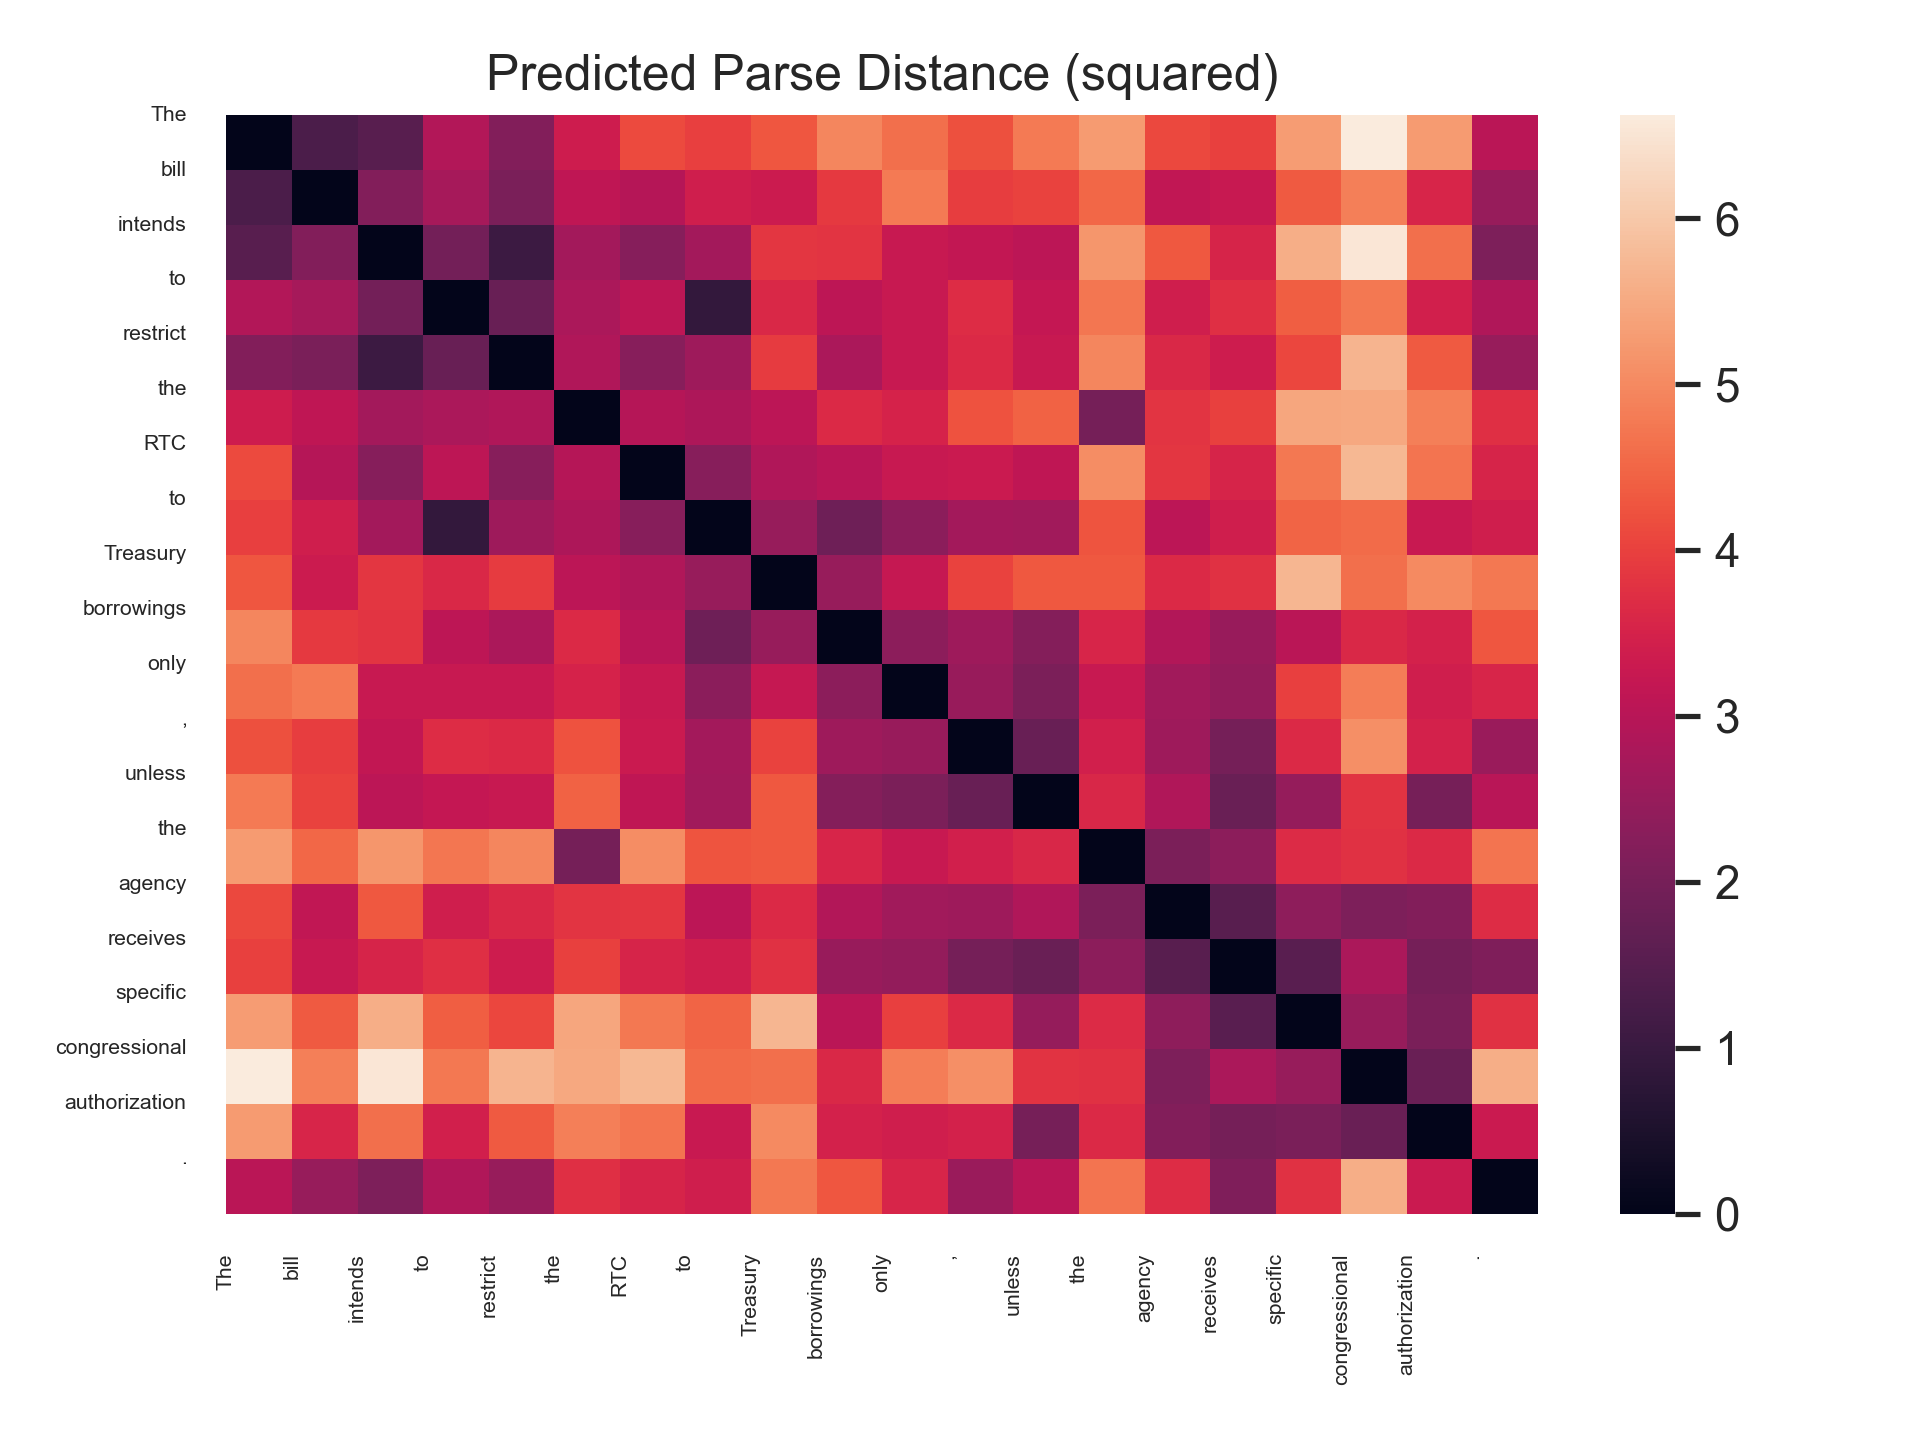 Predicted Parse Distance (squared)
The
bill
intends
to
restrict
the
RTC
to
Treasury
borrowings
only
,
unless
the
agency
receives
specific
congressional
authorization
.
6
5
4
3
2
1
0
The
bill
intends
to
restrict
the
RTC
to
Treasury
borrowings
only
,
unless
the
agency
receives
specific
congressional
authorization
.